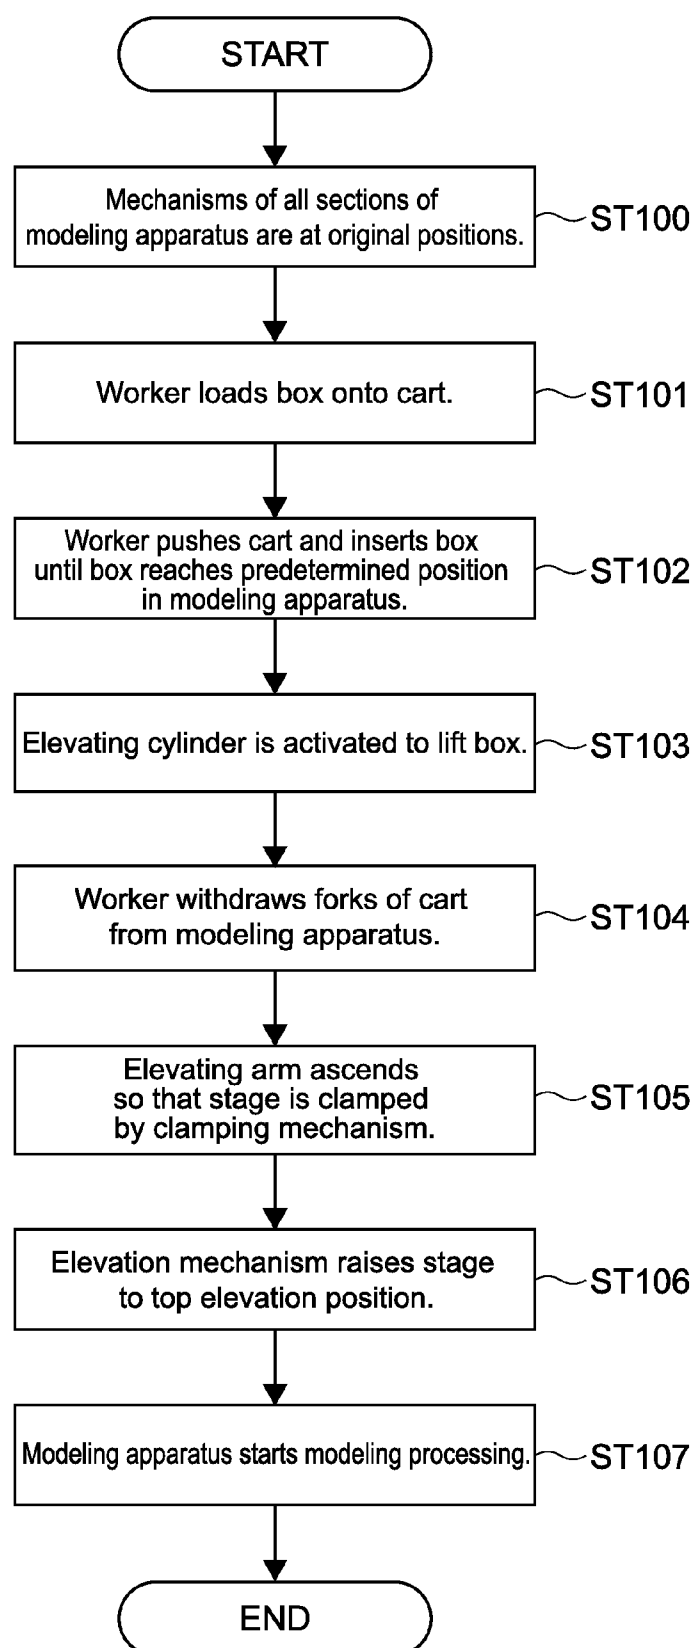 START
Mechanisms of all sections of
modeling apparatus are at original positions.
ST100
Worker loads box onto cart.
ST101
Worker pushes cart and inserts box
until box reaches predetermined position
in modeling apparatus.
ST102
Elevating cylinder is activated to lift box.
ST103
Worker withdraws forks of cart
from modeling apparatus.
ST104
Elevating arm ascends
so that stage is clamped
by clamping mechanism.
ST105
Elevation mechanism raises stage
to top elevation position.
ST106
Modeling apparatus starts modeling processing.
ST107
END